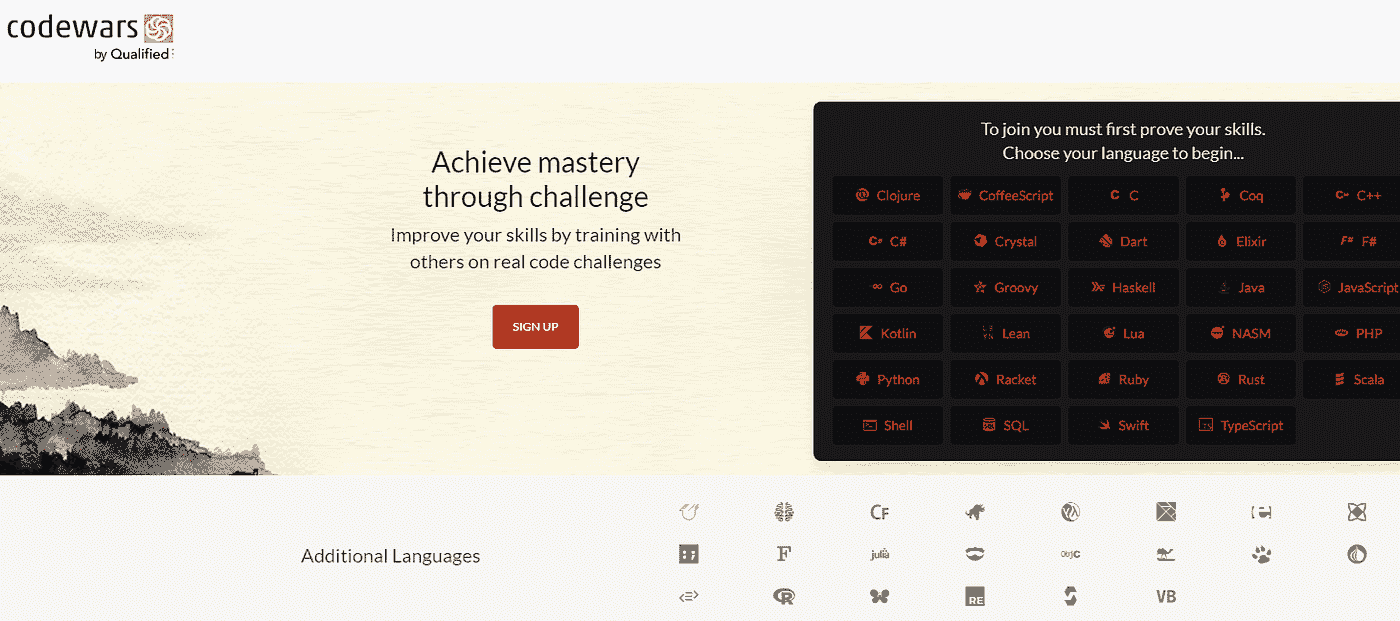 codewars
by Qualified
Achieve mastery
through challenge
Improve your skills by training with
others on real code challenges
SIGN UP
To join you must first prove your skills.
Choose your language to begin...
Clojure CoffeeScript C C Coq C++
C# C# Crystal Dart Elixir F# F#
Go Groovy Haskell Java JavaScript
Kotlin Lean Lua NASM PHP
Python Racket Ruby Rust Scala
Shell SQL Swift TypeScript
Additional Languages
CF
F julia ObjC
R RE VB